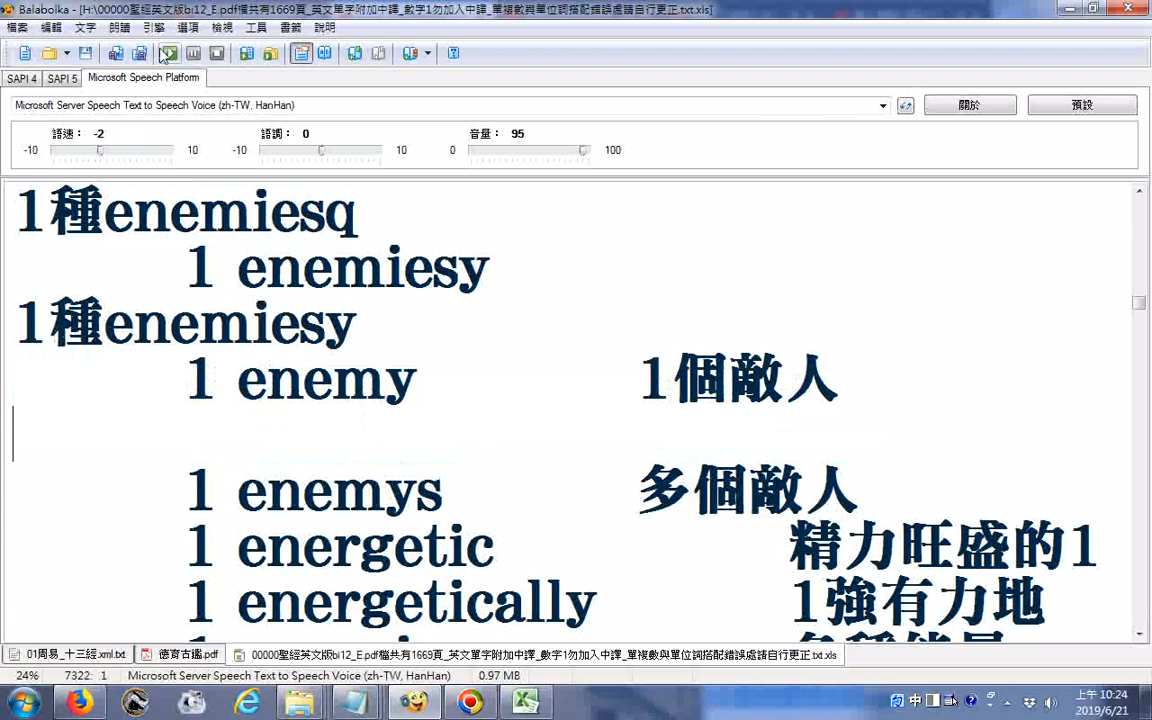 Balabolka - [H:\00000聖經英文版bi12_E.pdf檔共有1669頁_英文單字附加中譯_數字1勿加入中譯_單複數與單位詞搭配錯誤處請自行更正.txt.xls]
檔案 編輯 文字 朗讀 引擎 選項 檢視 工具 書籤 說明
SAPI 4 SAPI 5 Microsoft Speech Platform
Microsoft Server Speech Text to Speech Voice (zh-TW, HanHan) 關於 預設
語速： -2 語調： 0 音量： 95
-10 10 -10 10 0 100
1種enemiesq
1 enemiesy
1種enemiesy
1 enemy 1個敵人
1 enemys 多個敵人
1 energetic 精力旺盛的1
1 energetically 1強有力地
01周易_十三經.xml.txt 德育古鑑.pdf 00000聖經英文版bi12_E.pdf檔共有1669頁_英文單字附加中譯_數字1勿加入中譯_單複數與單位詞搭配錯誤處請自行更正.txt.xls
24% 7322: 1 Microsoft Server Speech Text to Speech Voice (zh-TW, HanHan) 0.97 MB
中 上午 10:24
2019/6/21